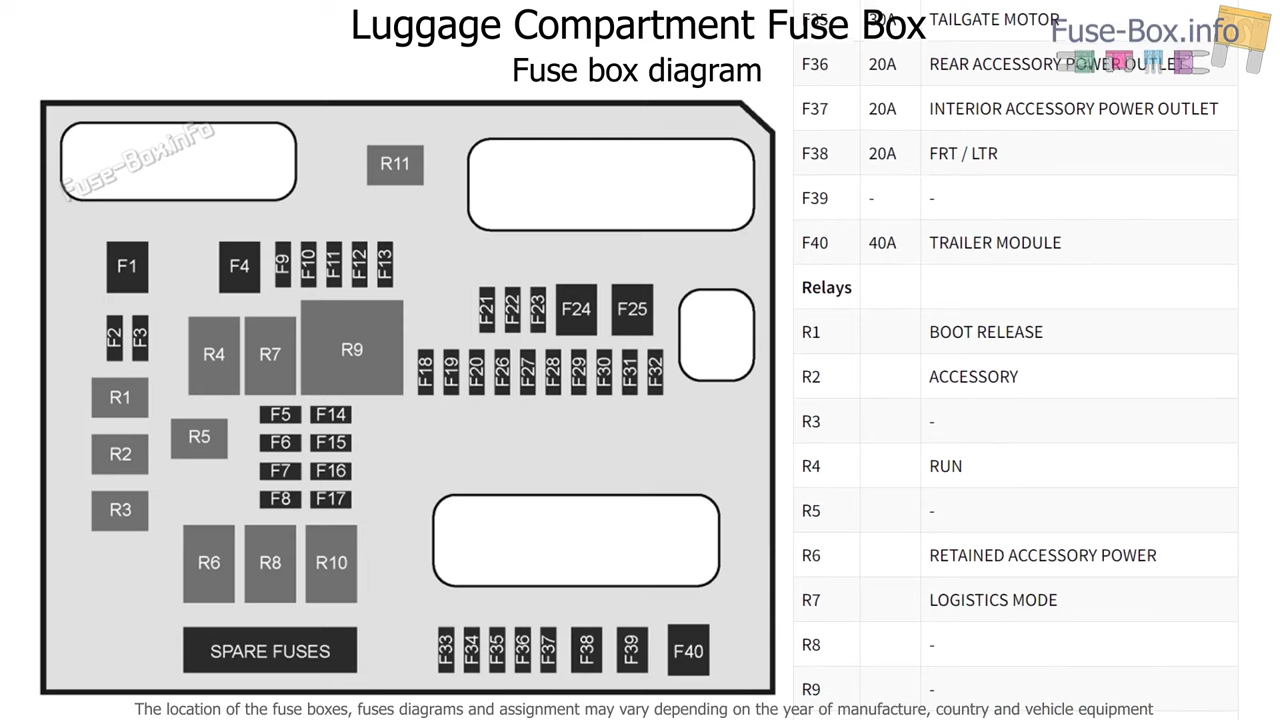 Luggage Compartment Fuse Box
Fuse box diagram
Fuse-Box.info
Fuse-Box.info
R11
F1
F4
F9
F10
F11
F12
F13
F2
F3
R4
R7
R9
F21
F22
F23
F24
F25
F18
F19
F20
F26
F27
F28
F29
F30
F31
F32
R1
R2
R3
R5
F5
F14
F6
F15
F7
F16
F8
F17
R6
R8
R10
SPARE FUSES
F33
F34
F35
F36
F37
F38
F39
F40
F35 30A TAILGATE MOTOR
F36 20A REAR ACCESSORY POWER OUTLET
F37 20A INTERIOR ACCESSORY POWER OUTLET
F38 20A FRT / LTR
F39 - -
F40 40A TRAILER MODULE
Relays
R1 BOOT RELEASE
R2 ACCESSORY
R3 -
R4 RUN
R5 -
R6 RETAINED ACCESSORY POWER
R7 LOGISTICS MODE
R8 -
R9 -
The location of the fuse boxes, fuses diagrams and assignment may vary depending on the year of manufacture, country and vehicle equipment